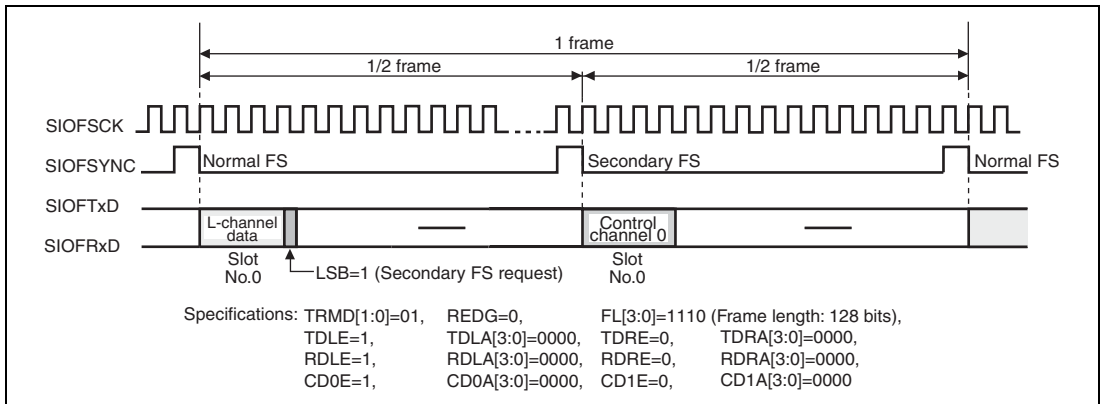 1 frame
1/2 frame 1/2 frame
SIOFSCK
SIOFSYNC Normal FS Secondary FS Normal FS
SIOFTxD
SIOFRxD
L-channel
data
Control
channel 0
Slot
No.0
LSB=1 (Secondary FS request)
Slot
No.0
Specifications: TRMD[1:0]=01, REDG=0, FL[3:0]=1110 (Frame length: 128 bits),
TDLE=1, TDLA[3:0]=0000, TDRE=0, TDRA[3:0]=0000,
RDLE=1, RDLA[3:0]=0000, RDRE=0, RDRA[3:0]=0000,
CD0E=1, CD0A[3:0]=0000, CD1E=0, CD1A[3:0]=0000